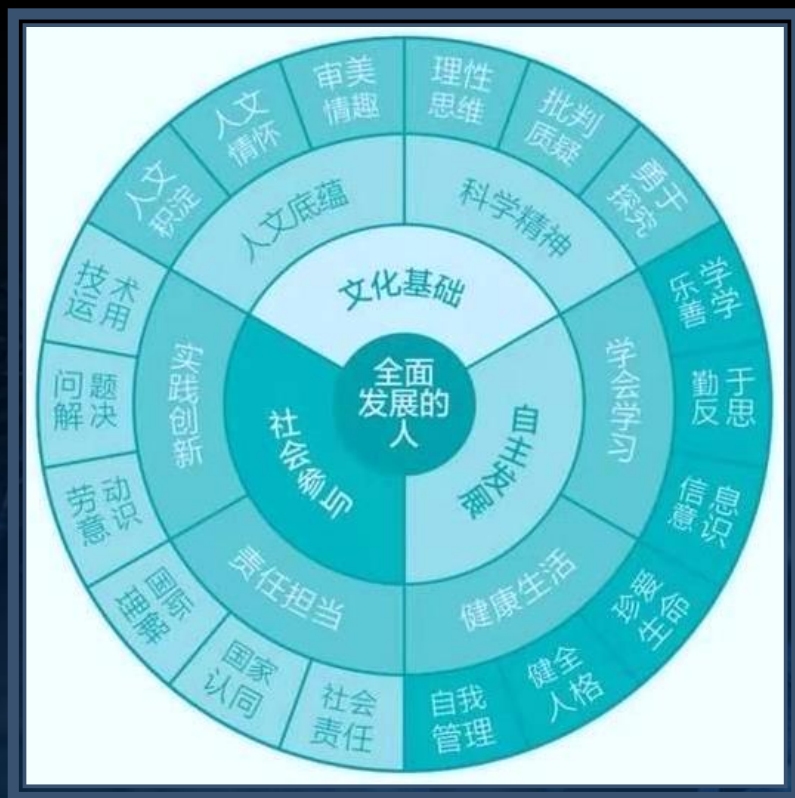 全面
发展的
人
文化基础
自主发展
社会参与
人文底蕴
科学精神
学会学习
健康生活
责任担当
实践创新
人文
积淀
人文
情怀
审美
情趣
理性
思维
批判
质疑
勇于
探究
乐学
善学
勤于
反思
信息
意识
珍爱
生命
健全
人格
自我
管理
社会
责任
国家
认同
国际
理解
劳动
意识
问题
解决
技术
运用